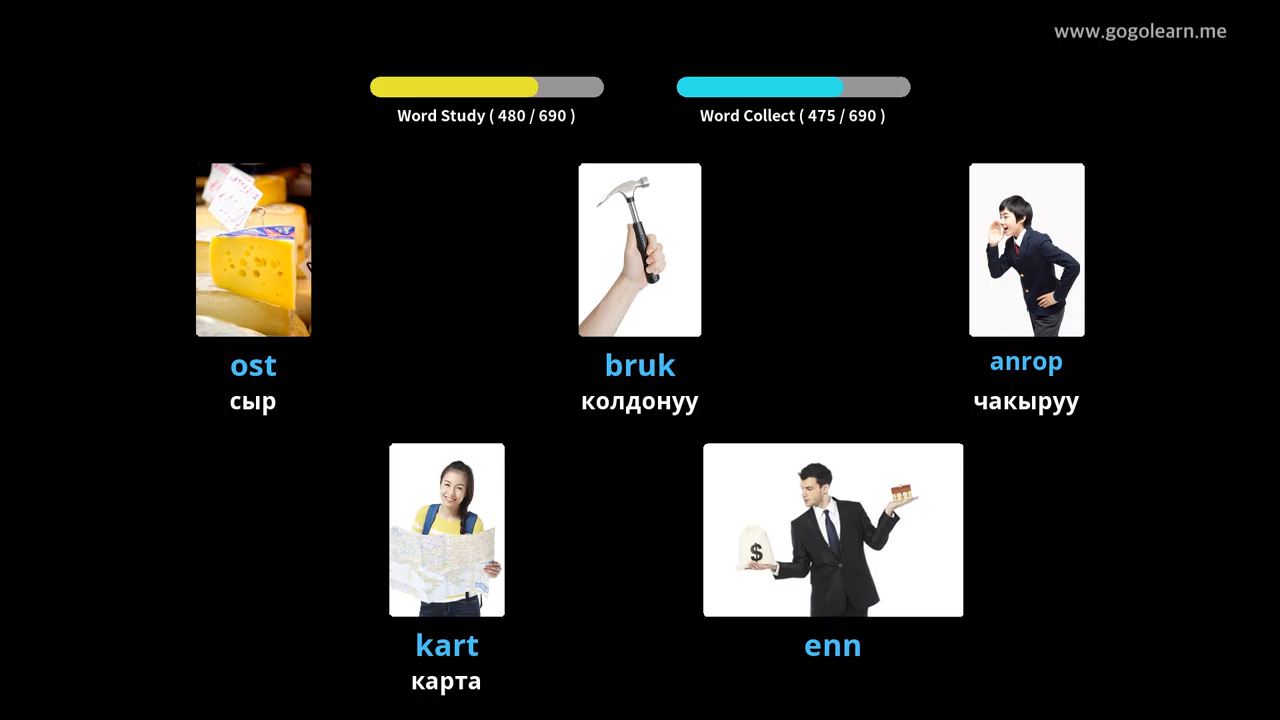 www.gogolearn.me
Word Study ( 480 / 690 )
Word Collect ( 475 / 690 )
ost
сыр
bruk
колдонуу
anrop
чакыруу
$
kart
карта
enn